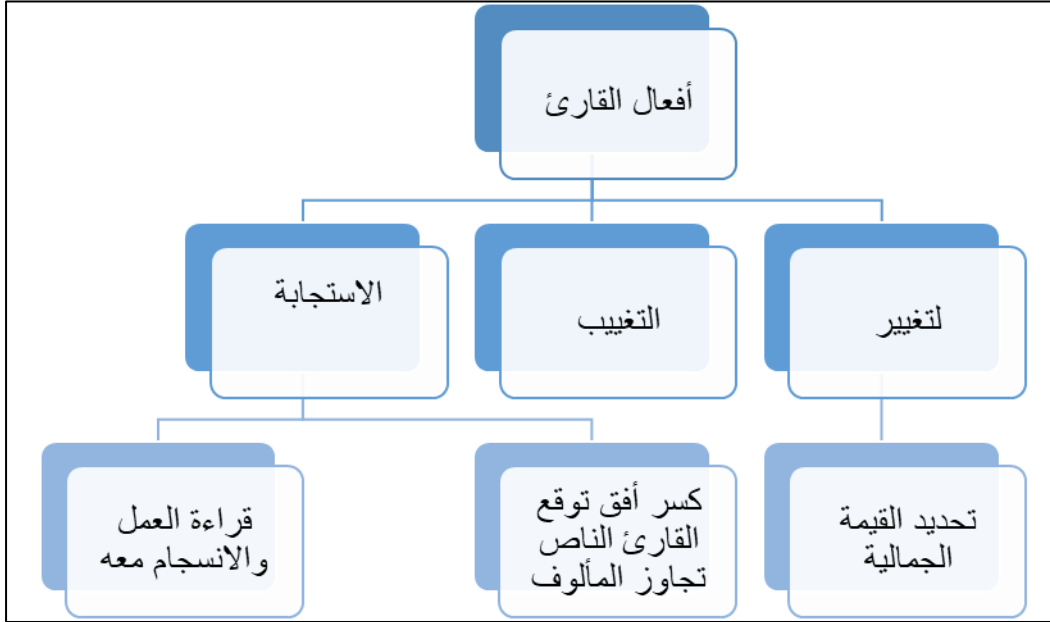 أفعال القارئ
لتغيير
التغييب
الاستجابة
تحديد القيمة
الجمالية
كسر أفق توقع
القارئ الناص
تجاوز المألوف
قراءة العمل
والانسجام معه